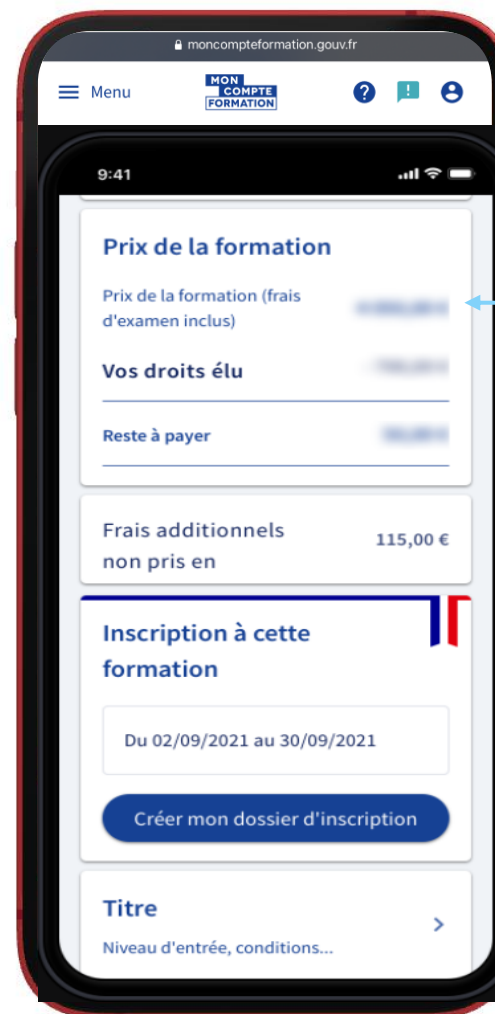 moncompteformation.gouv.fr
Menu
MON
COMPTE
FORMATION
9:41
Prix de la formation
Prix de la formation (frais
d'examen inclus)
Vos droits élu
Reste à payer
Frais additionnels
non pris en
115,00 €
Inscription à cette
formation
Du 02/09/2021 au 30/09/2021
Créer mon dossier d'inscription
Titre
Niveau d'entrée, conditions...